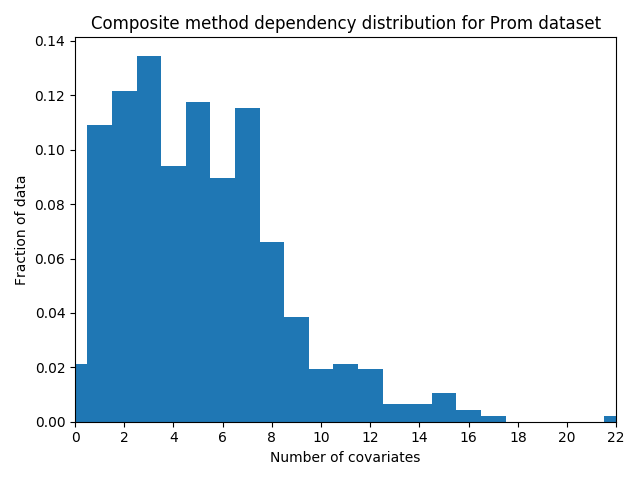 Composite method dependency distribution for Prom dataset
0.14
0.12
0.10
0.08
0.06
0.04
0.02
0.00
Fraction of data
0 2 4 6 8 10 12 14 16 18 20 22
Number of covariates